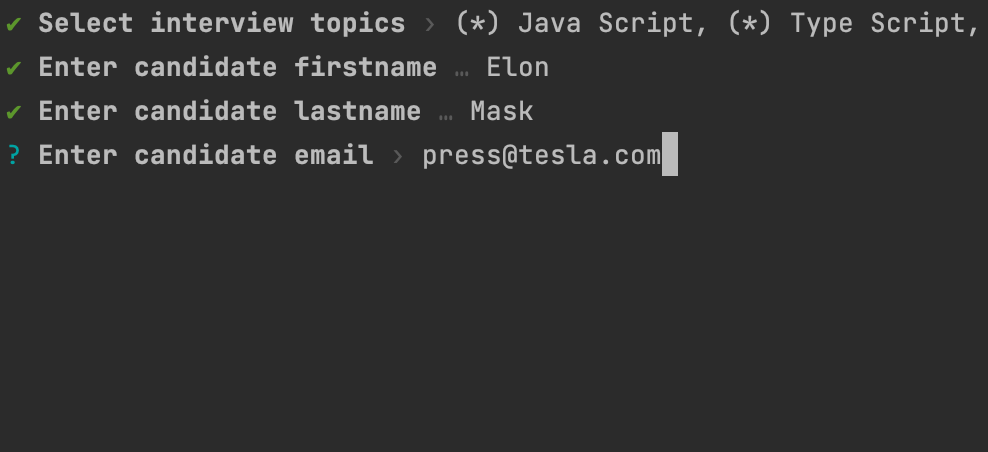 ✔ Select interview topics › (*) Java Script, (*) Type Script,
✔ Enter candidate firstname … Elon
✔ Enter candidate lastname … Mask
? Enter candidate email › press@tesla.com